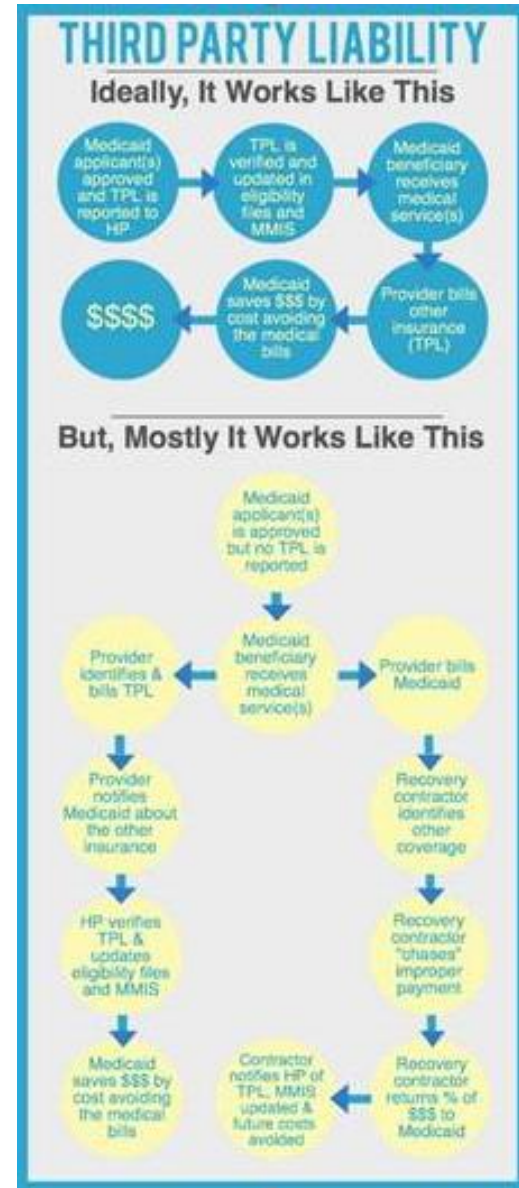 THIRD PARTY LIABILITY
Ideally, It Works Like This
Medicaid
applicant(s)
approved
and TPL is
reported to
HP
TPL is
verified and
updated in
eligibility
files and
MMIS
Medicaid
beneficiary
receives
medical
service(s)
Provider bills
other
insurance
(TPL)
Medicaid
saves $$$ by
cost avoiding
the medical
bills
$$$$
But, Mostly It Works Like This
Medicaid
applicant(s)
is approved
but no TPL is
reported
Medicaid
beneficiary
receives
medical
service(s)
Provider
identifies &
bills TPL
Provider
notifies
Medicaid about
the other
insurance
HP verifies
TPL &
updates
eligibility files
and MMIS
Medicaid
saves $$$ by
cost avoiding
the medical
bills
Provider bills
Medicaid
Recovery
contractor
identifies
other
coverage
Recovery
contractor
"chases"
improper
payment
Recovery
contractor
returns % of
$$$ to
Medicaid
Contractor
notifies HP of
TPL, MMIS
updated &
future costs
avoided